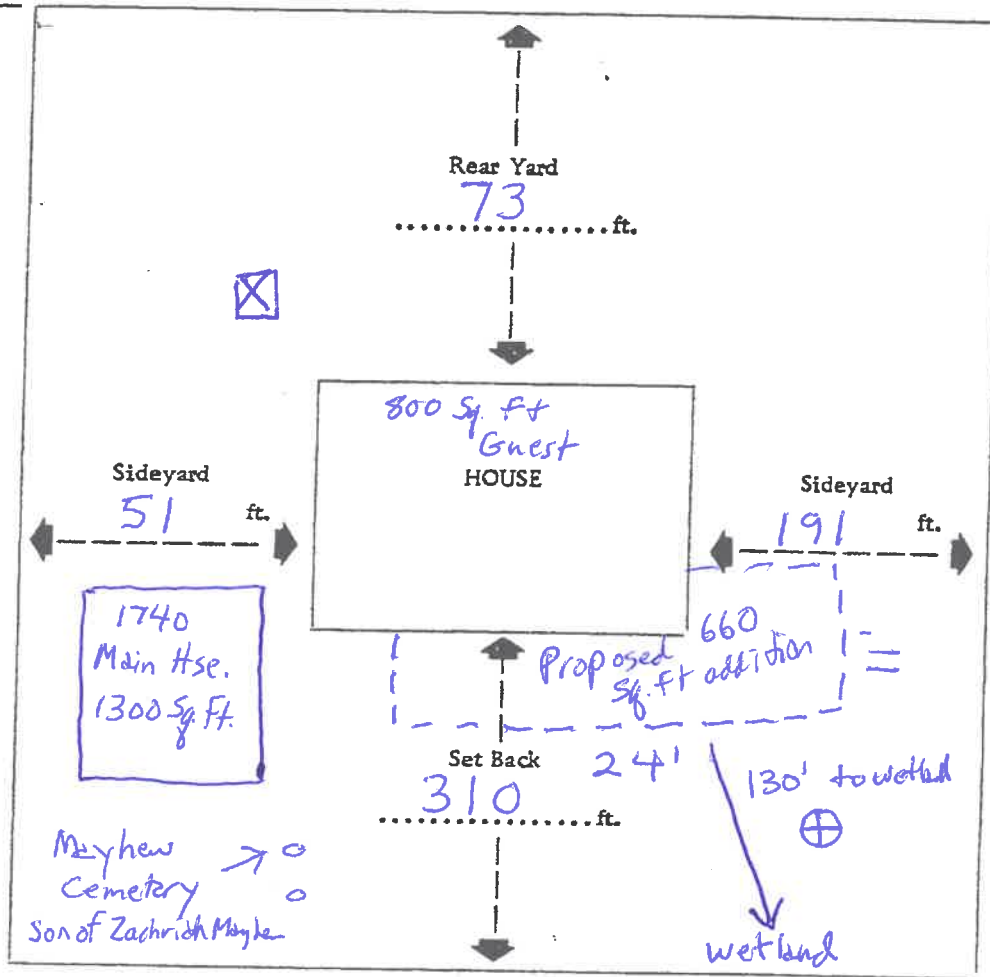 Rear Yard
73
ft.
800 Sq. ft
Guest
HOUSE
Sideyard
51 ft.
Sideyard
191 ft.
1740
Main Hse.
1300 Sq. Ft.
Proposed 660
Sq. ft addition
24'
Set Back
310
ft.
130' to wetland
Mayhew
Cemetery
Son of Zachriah Mayhew
wetland